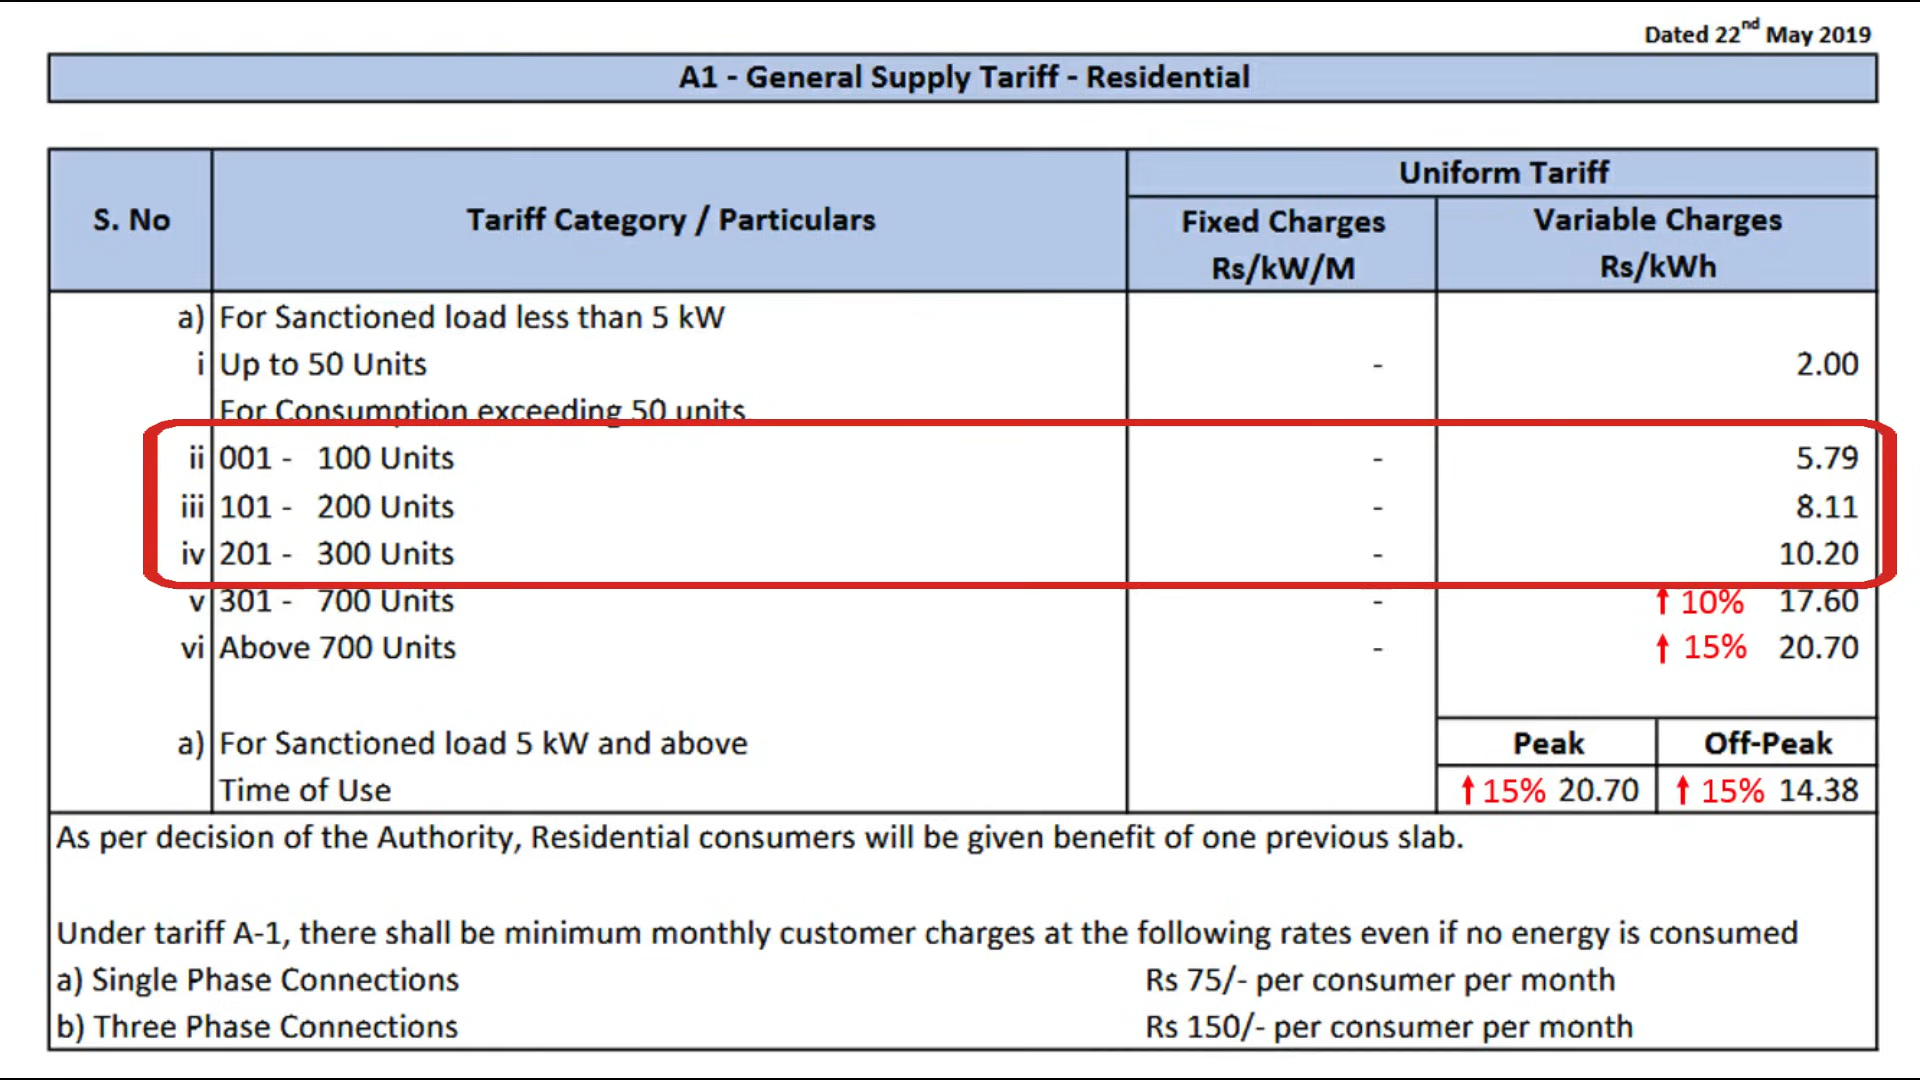 Dated 22nd May 2019
A1 - General Supply Tariff - Residential
S. No
Tariff Category / Particulars
Uniform Tariff
Fixed Charges
Rs/kW/M
Variable Charges
Rs/kWh
a) For Sanctioned load less than 5 kW
i Up to 50 Units - 2.00
For Consumption exceeding 50 units
ii 001 - 100 Units - 5.79
iii 101 - 200 Units - 8.11
iv 201 - 300 Units - 10.20
v 301 - 700 Units - ↑ 10% 17.60
vi Above 700 Units - ↑ 15% 20.70
Peak Off-Peak
a) For Sanctioned load 5 kW and above
Time of Use ↑ 15% 20.70 ↑ 15% 14.38
As per decision of the Authority, Residential consumers will be given benefit of one previous slab.
Under tariff A-1, there shall be minimum monthly customer charges at the following rates even if no energy is consumed
a) Single Phase Connections Rs 75/- per consumer per month
b) Three Phase Connections Rs 150/- per consumer per month